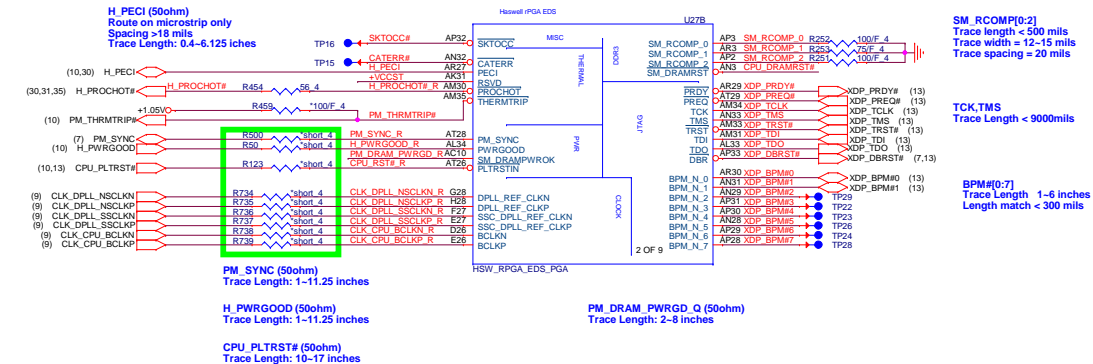 H_PECI (50ohm)
Route on microstrip only
Spacing >18 mils
Trace Length: 0.4~6.125 inches
Haswell rPGA EDS
U27B
SM_RCOMP[0:2]
Trace length < 500 mils
Trace width = 12~15 mils
Trace spacing = 20 mils
TP16 SKTOCC# AP32 SKTOCC MISC
TP15 CATERR# AN32 CATERR
(10,30) H_PECI H_PECI AR27 PECI
+VCCST AK31 RSVD
(30,31,35) H_PROCHOT# H_PROCHOT# R454 56_4 H_PROCHOT#_R AM30 PROCHOT
AM35 THERMTRIP
+1.05VO R459 *100/F_4
(10) PM_THRMTRIP# PM_THRMTRIP#
THERMAL
DDR3
SM_RCOMP_0 AP3 SM_RCOMP_0 R252 100/F_4
SM_RCOMP_1 AR3 SM_RCOMP_1 R253 75/F_4
SM_RCOMP_2 AP2 SM_RCOMP_2 R251 100/F_4
SM_DRAMRST AN3 CPU_DRAMRST#
PRDY AR29 XDP_PRDY# XDP_PRDY# (13)
PREQ AT29 XDP_PREQ# XDP_PREQ# (13)
TCK AM34 XDP_TCLK XDP_TCLK (13)
TMS AN33 XDP_TMS XDP_TMS (13)
TRST AM33 XDP_TRST# XDP_TRST# (13)
TDI AM31 XDP_TDI XDP_TDI (13)
TDO AL33 XDP_TDO XDP_TDO (13)
DBR AP33 XDP_DBRST# XDP_DBRST# (7,13)
JTAG
TCK,TMS
Trace Length < 9000mils
(7) PM_SYNC R500 *short_4 PM_SYNC_R AT28 PM_SYNC
(10) H_PWRGOOD R50 *short_4 H_PWRGOOD_R AL34 PWRGOOD
PM_DRAM_PWRGD_R AC10 SM_DRAMPWROK
(10,13) CPU_PLTRST# R123 *short_4 CPU_RST#_R AT26 PLTRSTIN
PWR
(9) CLK_DPLL_NSCLKN R734 *short_4 CLK_DPLL_NSCLKN_R G28 DPLL_REF_CLKN
(9) CLK_DPLL_NSCLKP R735 *short_4 CLK_DPLL_NSCLKP_R H28 DPLL_REF_CLKP
(9) CLK_DPLL_SSCLKN R736 *short_4 CLK_DPLL_SSCLKN_R F27 SSC_DPLL_REF_CLKN
(9) CLK_DPLL_SSCLKP R737 *short_4 CLK_DPLL_SSCLKP_R E27 SSC_DPLL_REF_CLKP
(9) CLK_CPU_BCLKN R738 *short_4 CLK_CPU_BCLKN_R D26 BCLKN
(9) CLK_CPU_BCLKP R739 *short_4 CLK_CPU_BCLKP_R E26 BCLKP
CLOCK
BPM_N_0 AR30 XDP_BPM#0 XDP_BPM#0 (13)
BPM_N_1 AN31 XDP_BPM#1 XDP_BPM#1 (13)
BPM_N_2 AN29 XDP_BPM#2 TP29
BPM_N_3 AP31 XDP_BPM#3 TP22
BPM_N_4 AP30 XDP_BPM#4 TP23
BPM_N_5 AN28 XDP_BPM#5 TP26
BPM_N_6 AP29 XDP_BPM#6 TP24
BPM_N_7 AP28 XDP_BPM#7 TP28
BPM#[0:7]
Trace Length 1~6 inches
Length match < 300 mils
2 OF 9
HSW_RPGA_EDS_PGA
PM_SYNC (50ohm)
Trace Length: 1~11.25 inches
H_PWRGOOD (50ohm)
Trace Length: 1~11.25 inches
PM_DRAM_PWRGD_Q (50ohm)
Trace Length: 2~8 inches
CPU_PLTRST# (50ohm)
Trace Length: 10~17 inches